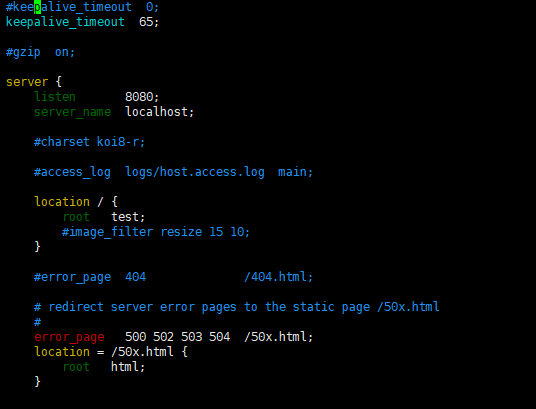 #keepalive_timeout  0;
keepalive_timeout  65;

#gzip  on;

server {
    listen       8080;
    server_name  localhost;

    #charset koi8-r;

    #access_log  logs/host.access.log  main;

    location / {
        root   test;
        #image_filter resize 15 10;
    }

    #error_page  404              /404.html;

    # redirect server error pages to the static page /50x.html
    #
    error_page   500 502 503 504  /50x.html;
    location = /50x.html {
        root   html;
    }